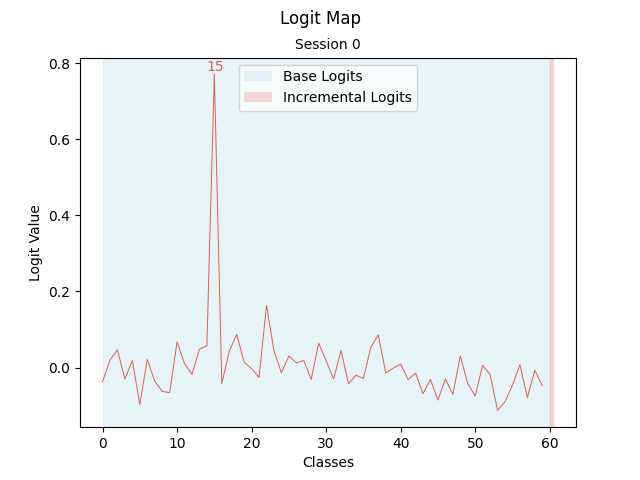 Logit Map
Session 0
15
Base Logits
Incremental Logits
0.8
0.6
0.4
0.2
0.0
Logit Value
0 10 20 30 40 50 60
Classes